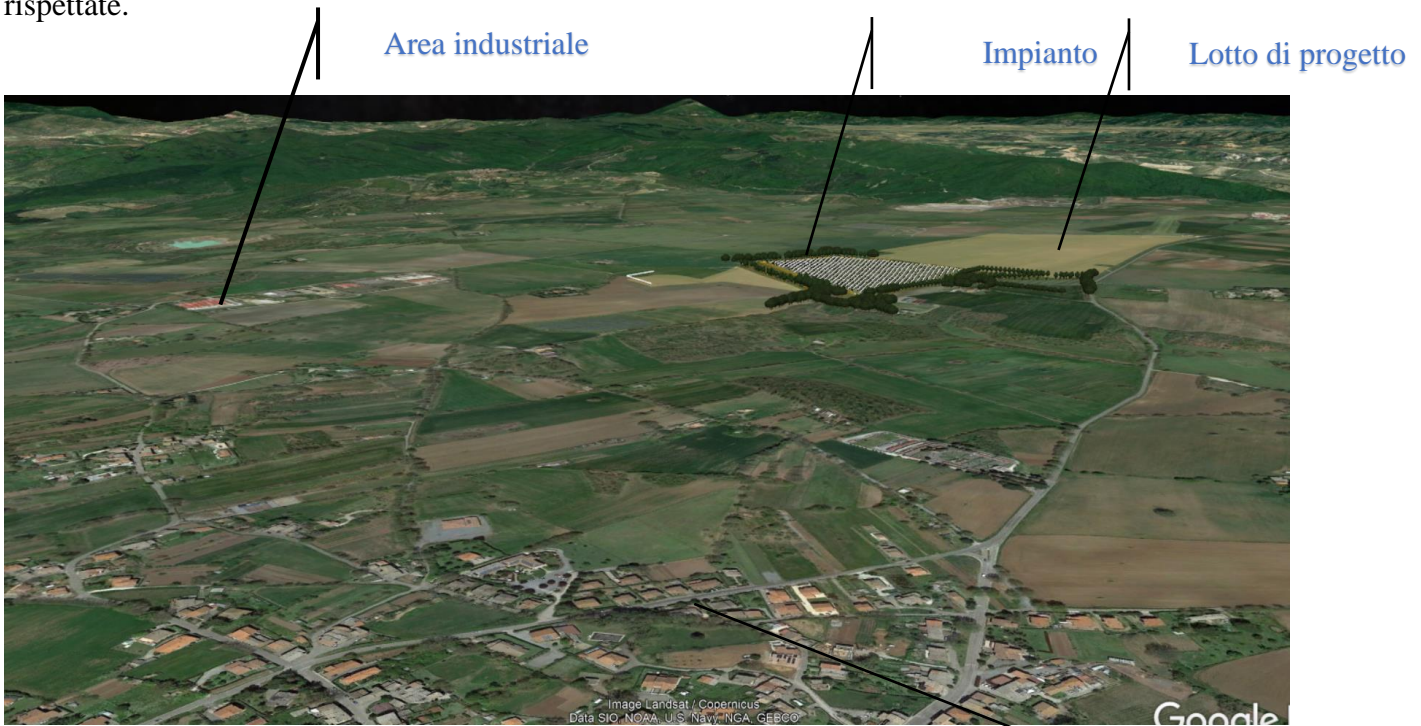 rispettate.
Area industriale
Impianto
Lotto di progetto
Image Landsat / Copernicus
Data SIO, NOAA, U.S. Navy, NGA, GEBCO
Google